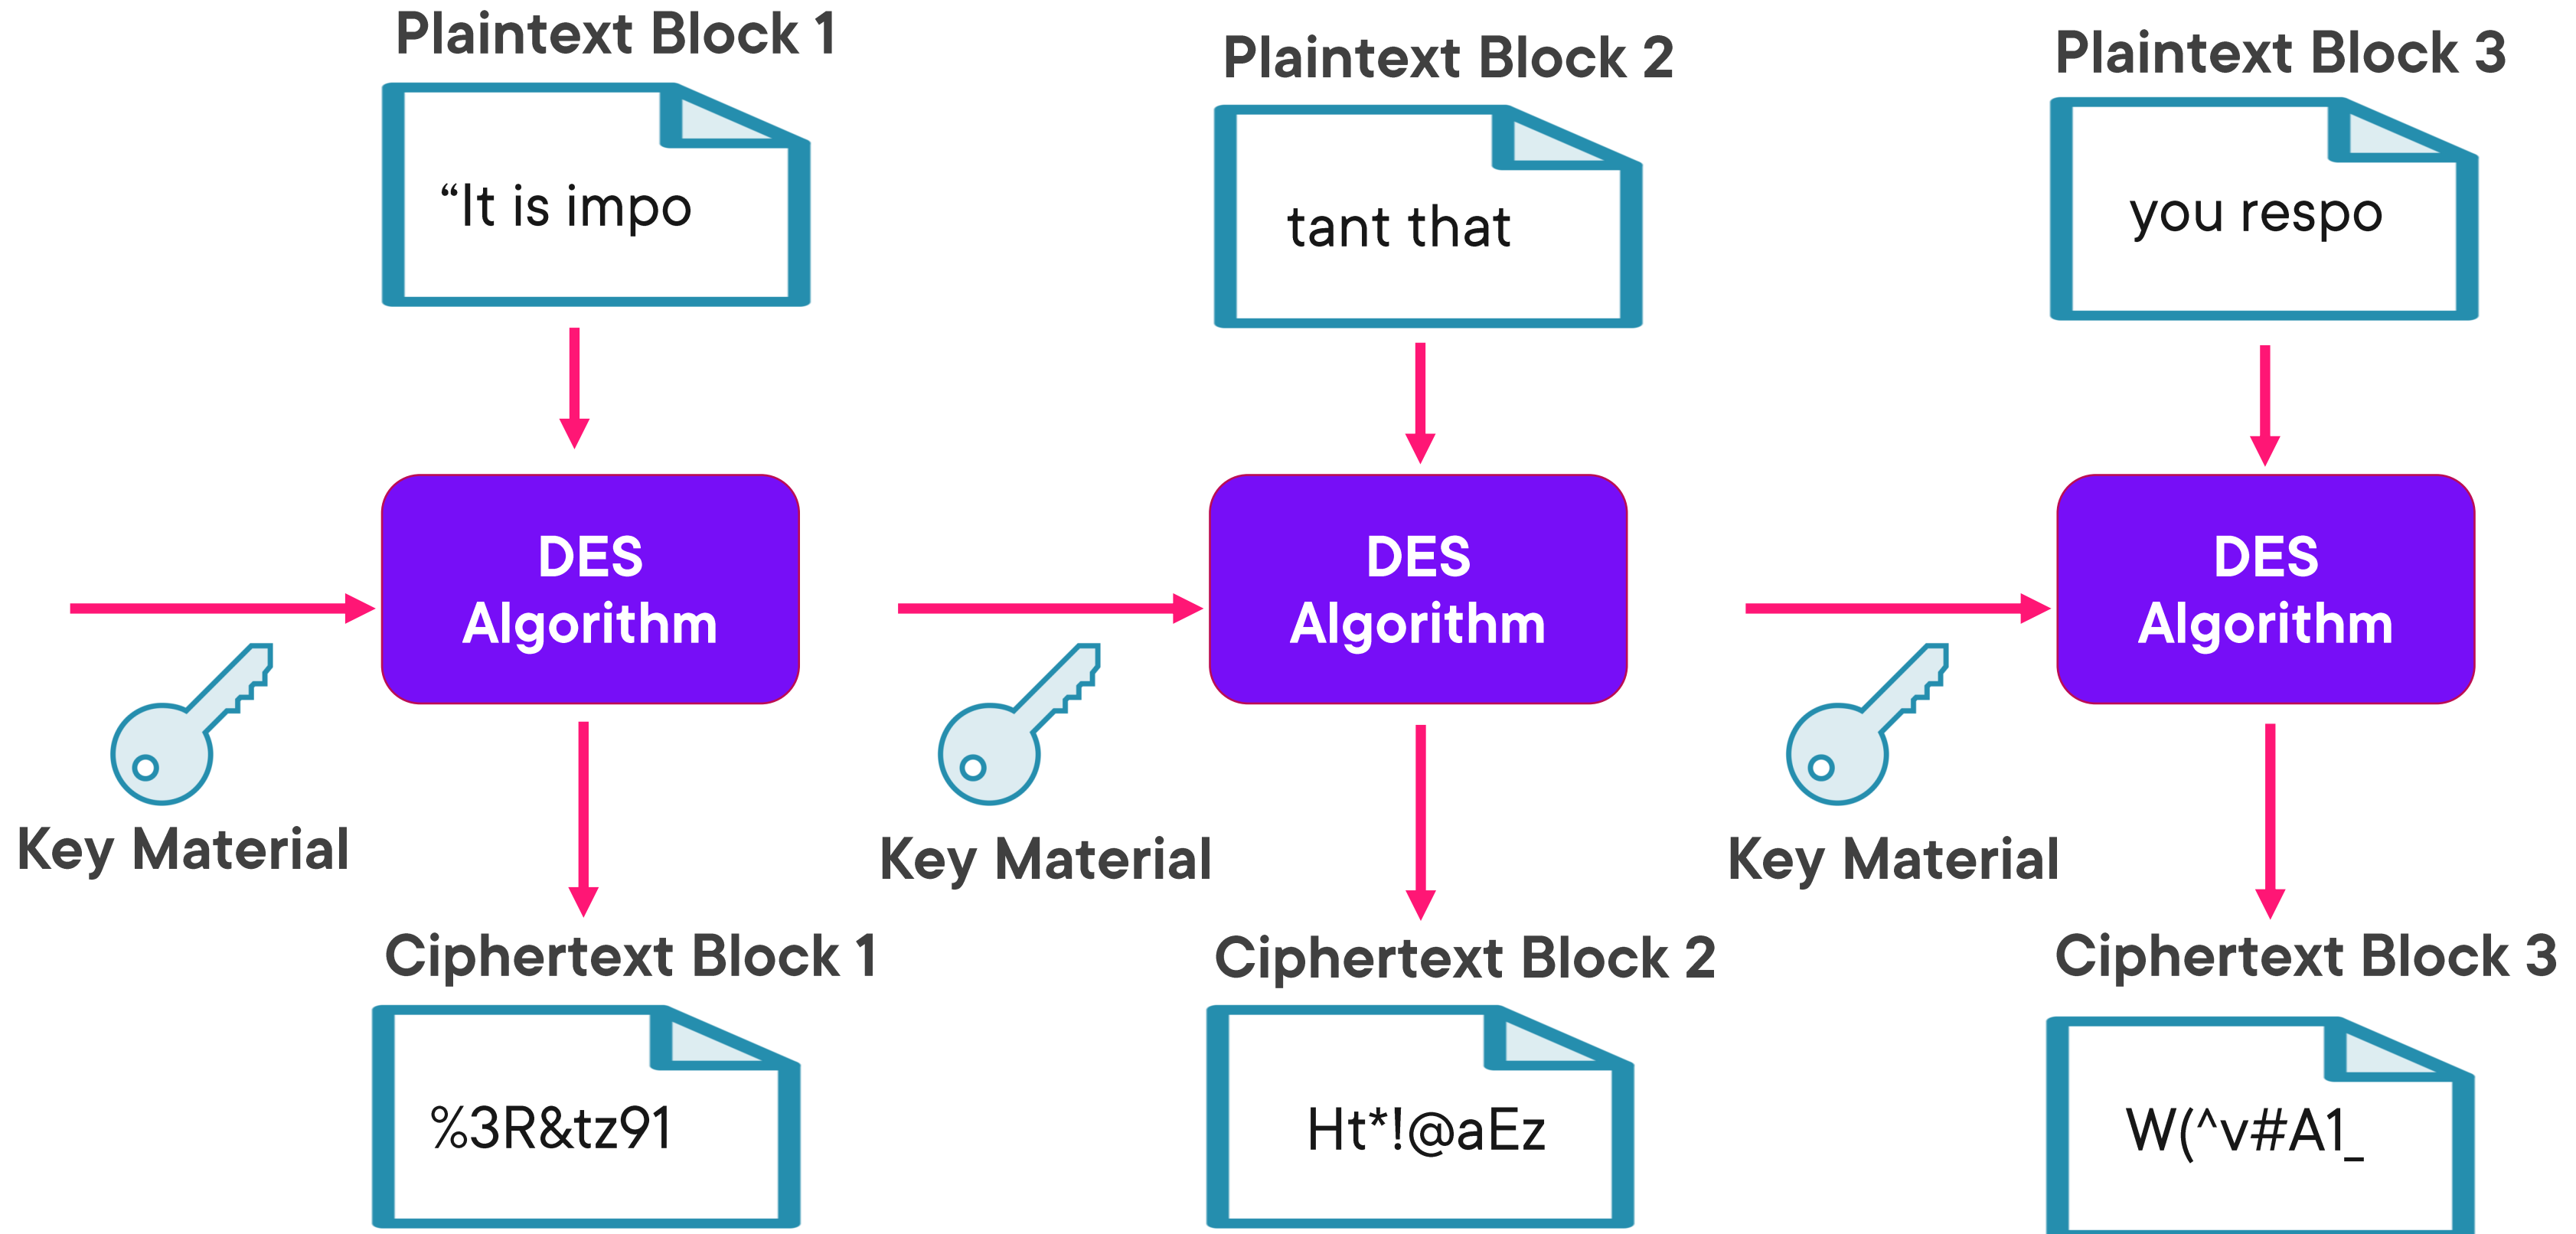 Plaintext Block 1
Plaintext Block 2
Plaintext Block 3
“It is impo
tant that
you respo
DES
Algorithm
DES
Algorithm
DES
Algorithm
Key Material
Key Material
Key Material
Ciphertext Block 1
Ciphertext Block 2
Ciphertext Block 3
%3R&tz91
Ht*!@aEz
W(^v#A1_